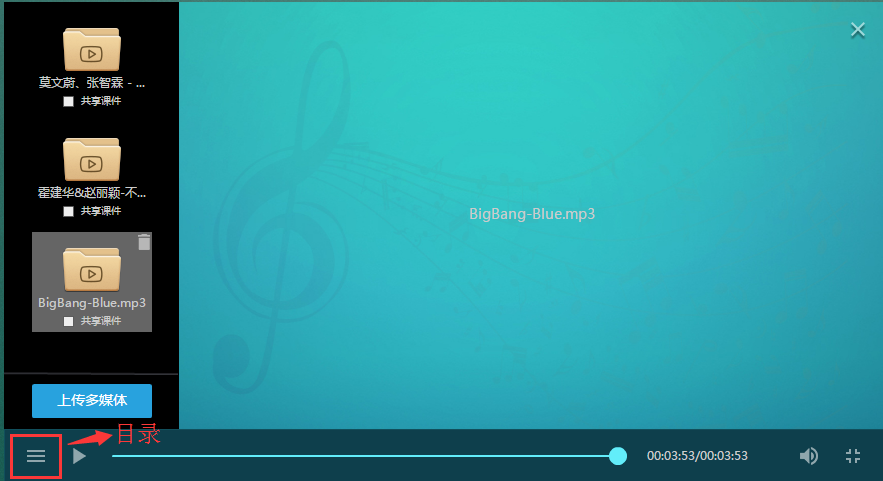 莫文蔚、张智霖 - ...
共享课件
霍建华&赵丽颖-不...
共享课件
BigBang-Blue.mp3
共享课件
上传多媒体
BigBang-Blue.mp3
目录
00:03:53/00:03:53